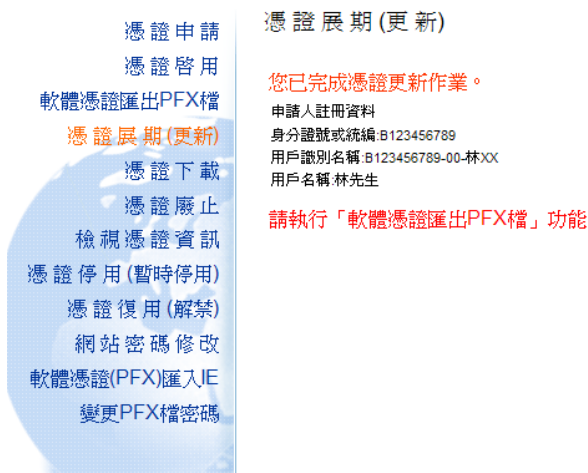 憑證申請
憑證啓用
軟體憑證匯出PFX檔
憑證展期(更新)
憑證下載
憑證廢止
檢視憑證資訊
憑證停用(暫時停用)
憑證復用(解禁)
網站密碼修改
軟體憑證(PFX)匯入IE
變更PFX檔密碼
憑證展期(更新)
您已完成憑證更新作業。
申請人註冊資料
身分證號或統編:B123456789
用戶識別名稱:B123456789-00-林XX
用戶名稱:林先生
請執行「軟體憑證匯出PFX檔」功能